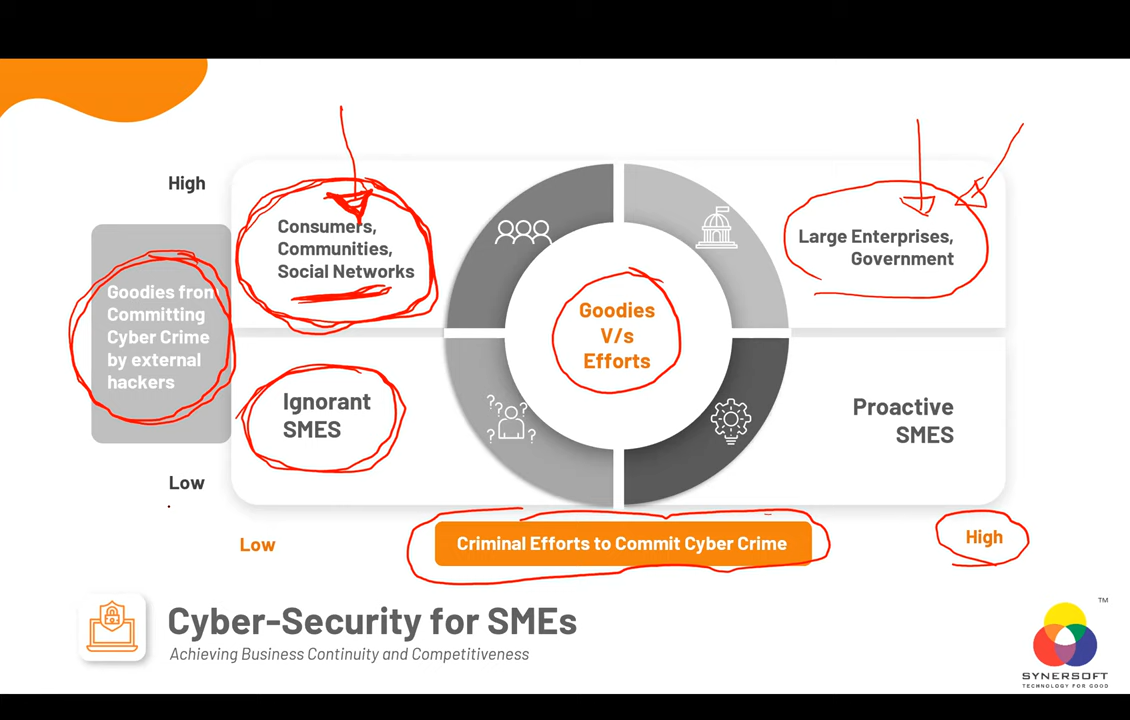 High
Consumers,
Communities,
Social Networks
Large Enterprises,
Government
Goodies from
Committing
Cyber Crime
by external
hackers
Goodies
V/s
Efforts
Ignorant
SMES
Proactive
SMES
Low
Low
Criminal Efforts to Commit Cyber Crime
High
Cyber-Security for SMEs
Achieving Business Continuity and Competitiveness
TM
SYNERSOFT
TECHNOLOGY FOR GOOD